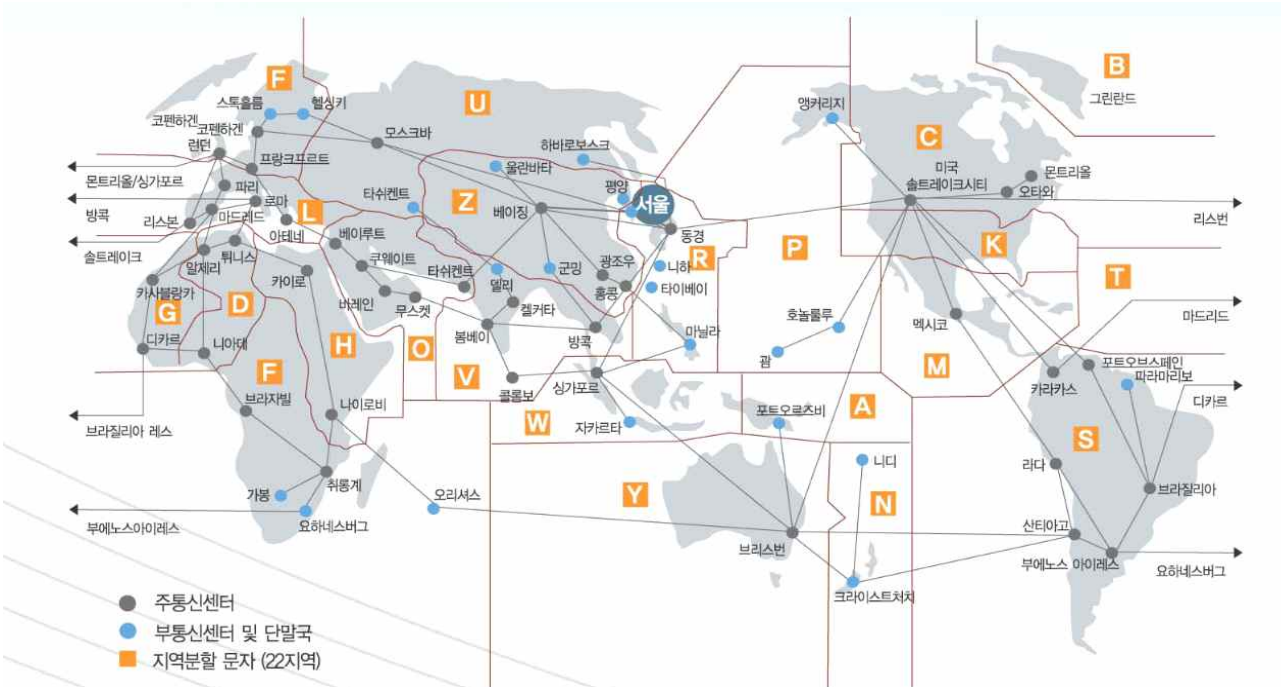 F
B
그린란드
스톡홀름
헬싱키
U
앵커리지
코펜하겐
코펜하겐
런던
모스크바
하바로보스크
C
프랑크프르트
울란바타
미국
몬트리올
몬트리올/싱가포르
파리
타쉬켄트
Z
평양
서울
솔트레이크시티
오타와
방콕
로마
베이징
리스본
마드레드
L
아테네
동경
리스번
솔트레이크
베이루트
K
알제리
튀니스
쿠웨이트
광조우
R
P
카이로
타쉬켄트
델리
군밍
니하
T
카사블랑카
바레인
무스켓
홍콩
타이베이
G
D
켈커타
호놀룰루
멕시코
마드리드
디카르
니아메
H
O
봄베이
방콕
마닐라
괌
V
M
포트오브스페인
F
콜롬보
싱가포르
카라카스
파라마리보
브라자빌
나이로비
W
자카르타
포트오르즈비
A
디카르
브라질리아 레스
S
니디
라다
가봉
취롱계
오리셔스
Y
N
브라질리아
부에노스아이레스
요하네스버그
브리스번
산티아고
부에노스 아이레스
요하네스버그
크라이스트처치
주통신센터
부통신센터 및 단말국
지역분할 문자 (22지역)